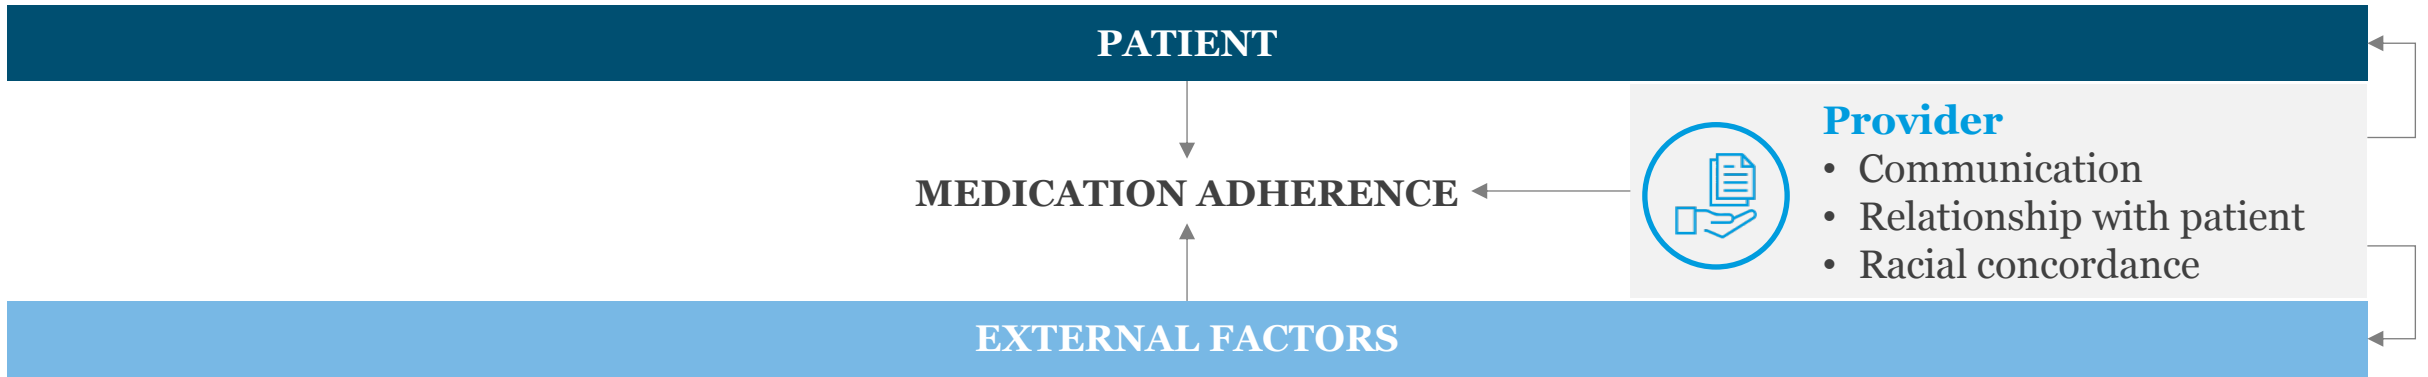 PATIENT
Provider
• Communication
MEDICATION ADHERENCE
• Relationship with patient
• Racial concordance
EXTERNAL FACTORS